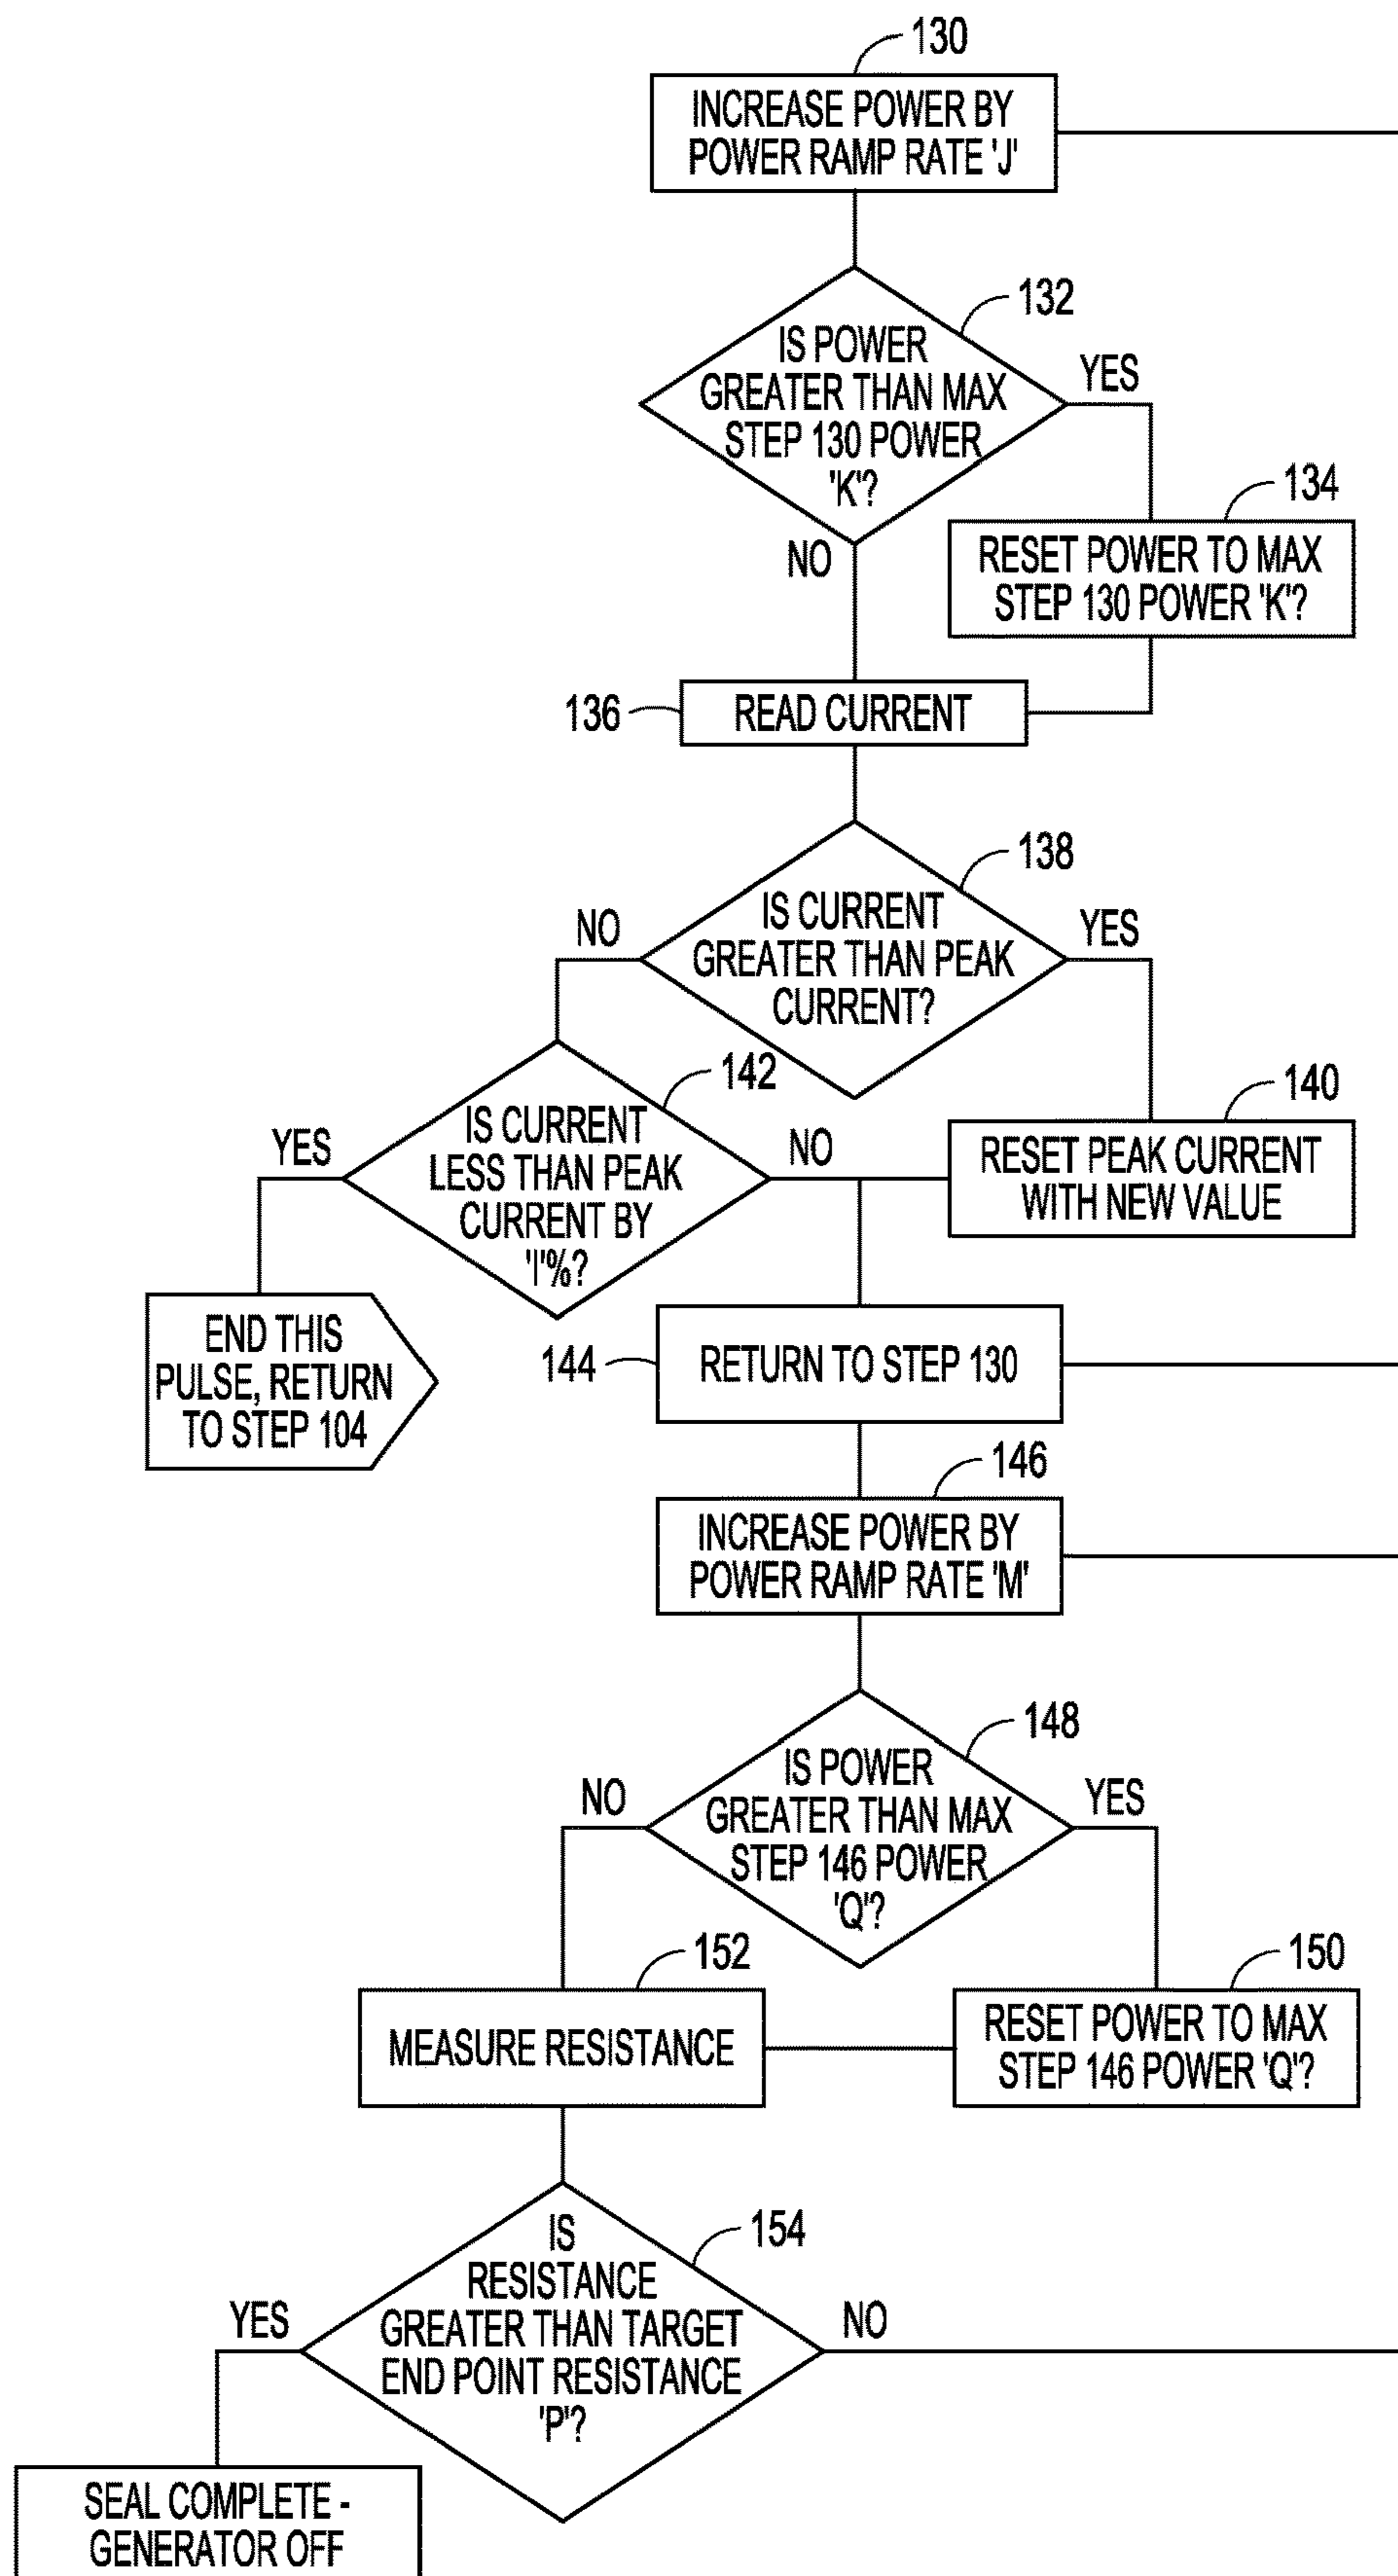 130
INCREASE POWER BY
POWER RAMP RATE 'J'
132
IS POWER
GREATER THAN MAX
STEP 130 POWER
'K'?
YES
NO
134
RESET POWER TO MAX
STEP 130 POWER 'K'?
136
READ CURRENT
138
IS CURRENT
GREATER THAN PEAK
CURRENT?
NO
YES
142
IS CURRENT
LESS THAN PEAK
CURRENT BY
'I'%?
YES
NO
140
RESET PEAK CURRENT
WITH NEW VALUE
END THIS
PULSE, RETURN
TO STEP 104
144
RETURN TO STEP 130
146
INCREASE POWER BY
POWER RAMP RATE 'M'
148
IS POWER
GREATER THAN MAX
STEP 146 POWER
'Q'?
NO
YES
152
MEASURE RESISTANCE
150
RESET POWER TO MAX
STEP 146 POWER 'Q'?
154
IS
RESISTANCE
GREATER THAN TARGET
END POINT RESISTANCE
'P'?
YES
NO
SEAL COMPLETE -
GENERATOR OFF